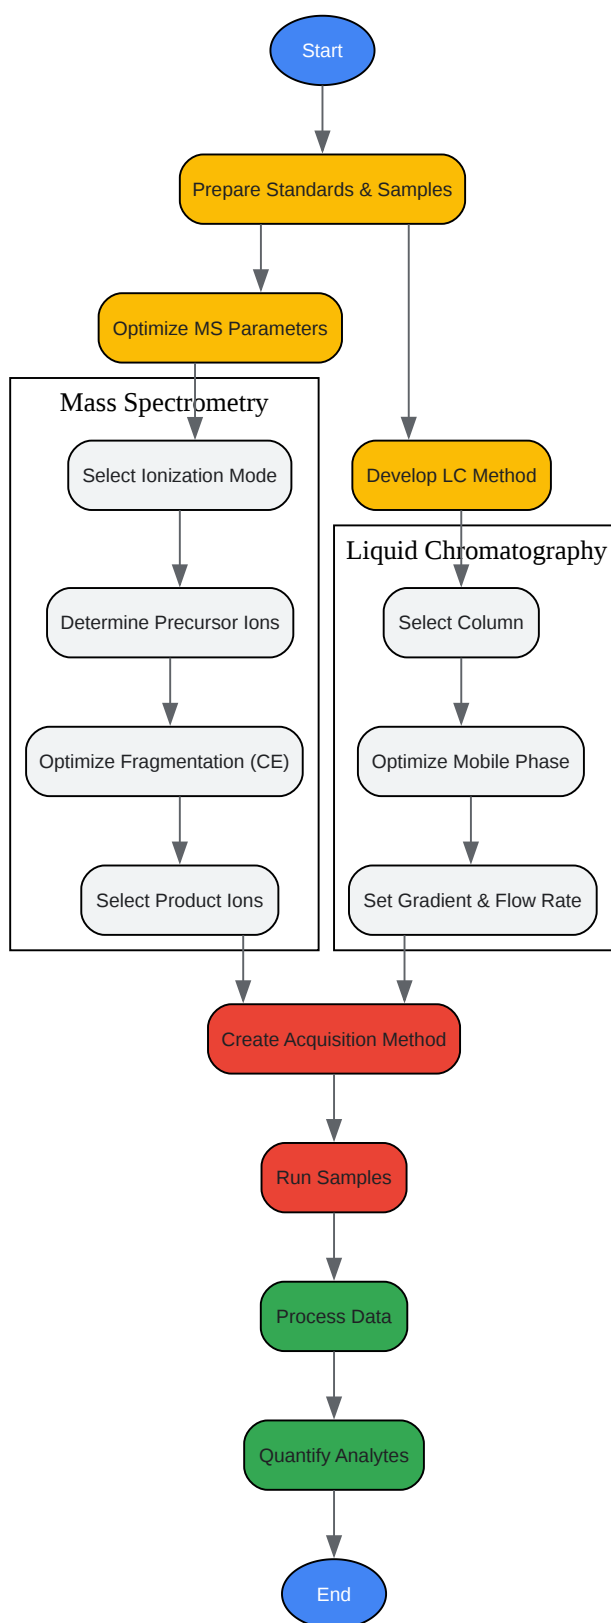 Start
Prepare Standards & Samples
Optimize MS Parameters
Mass Spectrometry
Select Ionization Mode
Develop LC Method
Liquid Chromatography
Determine Precursor Ions
Select Column
Optimize Fragmentation (CE)
Optimize Mobile Phase
Select Product Ions
Set Gradient & Flow Rate
Create Acquisition Method
Run Samples
Process Data
Quantify Analytes
End